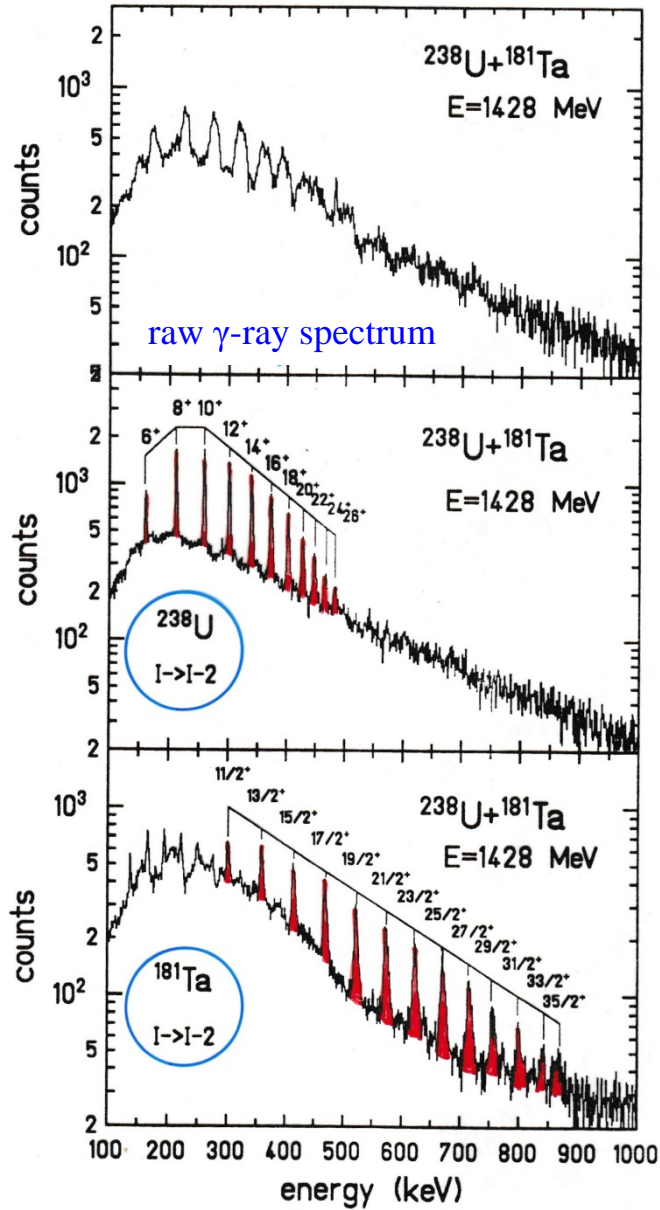 ²³⁸U+¹⁸¹Ta
E=1428 MeV
counts
3
2
10³
5
2
10²
5
2
raw γ-ray spectrum
²³⁸U+¹⁸¹Ta
E=1428 MeV
counts
2
10³
5
2
10²
5
2
6⁺
8⁺
10⁺
12⁺
14⁺
16⁺
18⁺
20⁺
22⁺
24⁺
26⁺
²³⁸U
I->I-2
²³⁸U+¹⁸¹Ta
E=1428 MeV
counts
10³
5
2
10²
5
2
11/2⁺
13/2⁺
15/2⁺
17/2⁺
19/2⁺
21/2⁺
23/2⁺
25/2⁺
27/2⁺
29/2⁺
31/2⁺
33/2⁺
35/2⁺
¹⁸¹Ta
I->I-2
100 200 300 400 500 600 700 800 900 1000
energy (keV)